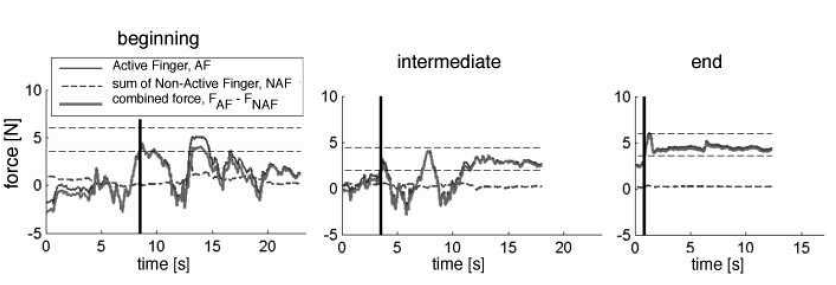 beginning
intermediate
end
Active Finger, AF
sum of Non-Active Finger, NAF
combined force, F_AF - F_NAF
force [N]
10
5
0
-5
0 5 10 15 20
time [s]
10
5
0
-5
0 5 10 15 20
time [s]
10
5
0
-5
0 5 10 15
time [s]